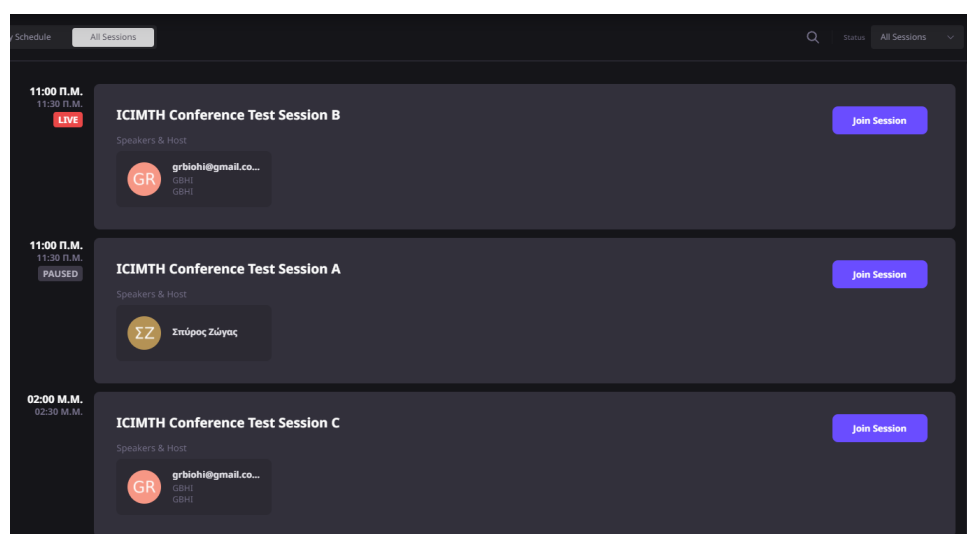 y Schedule
All Sessions
Status
All Sessions
11:00 Π.Μ.
11:30 Π.Μ.
LIVE
ICIMTH Conference Test Session B
Join Session
Speakers & Host
GR
grbiohi@gmail.co...
GBHI
GBHI
11:00 Π.Μ.
11:30 Π.Μ.
PAUSED
ICIMTH Conference Test Session A
Join Session
Speakers & Host
ΣΖ
Σπύρος Ζώγας
02:00 Μ.Μ.
02:30 Μ.Μ.
ICIMTH Conference Test Session C
Join Session
Speakers & Host
GR
grbiohi@gmail.co...
GBHI
GBHI